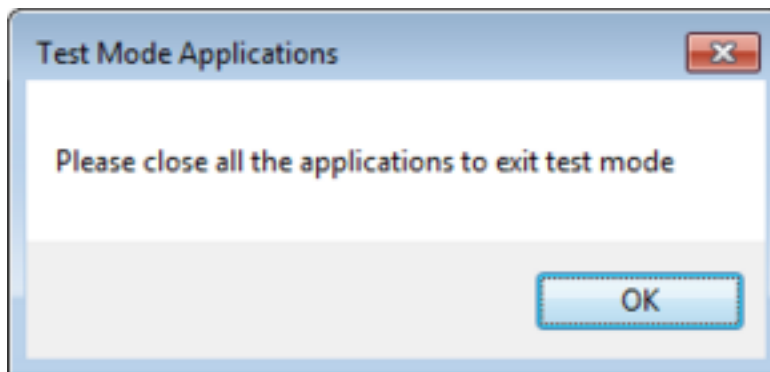 Test Mode Applications
Please close all the applications to exit test mode
OK